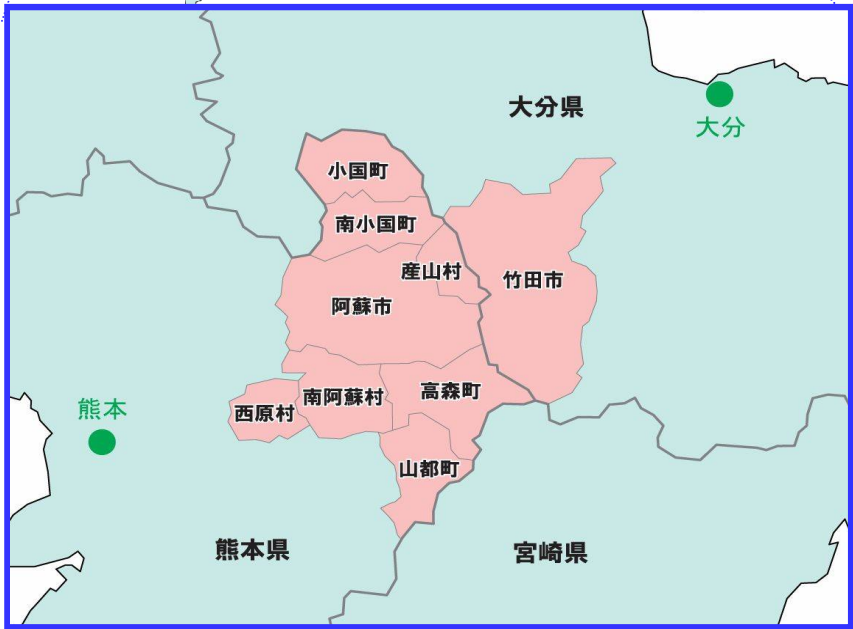 大分県
大分
小国町
南小国町
産山村
竹田市
阿蘇市
高森町
南阿蘇村
西原村
熊本
山都町
熊本県
宮崎県